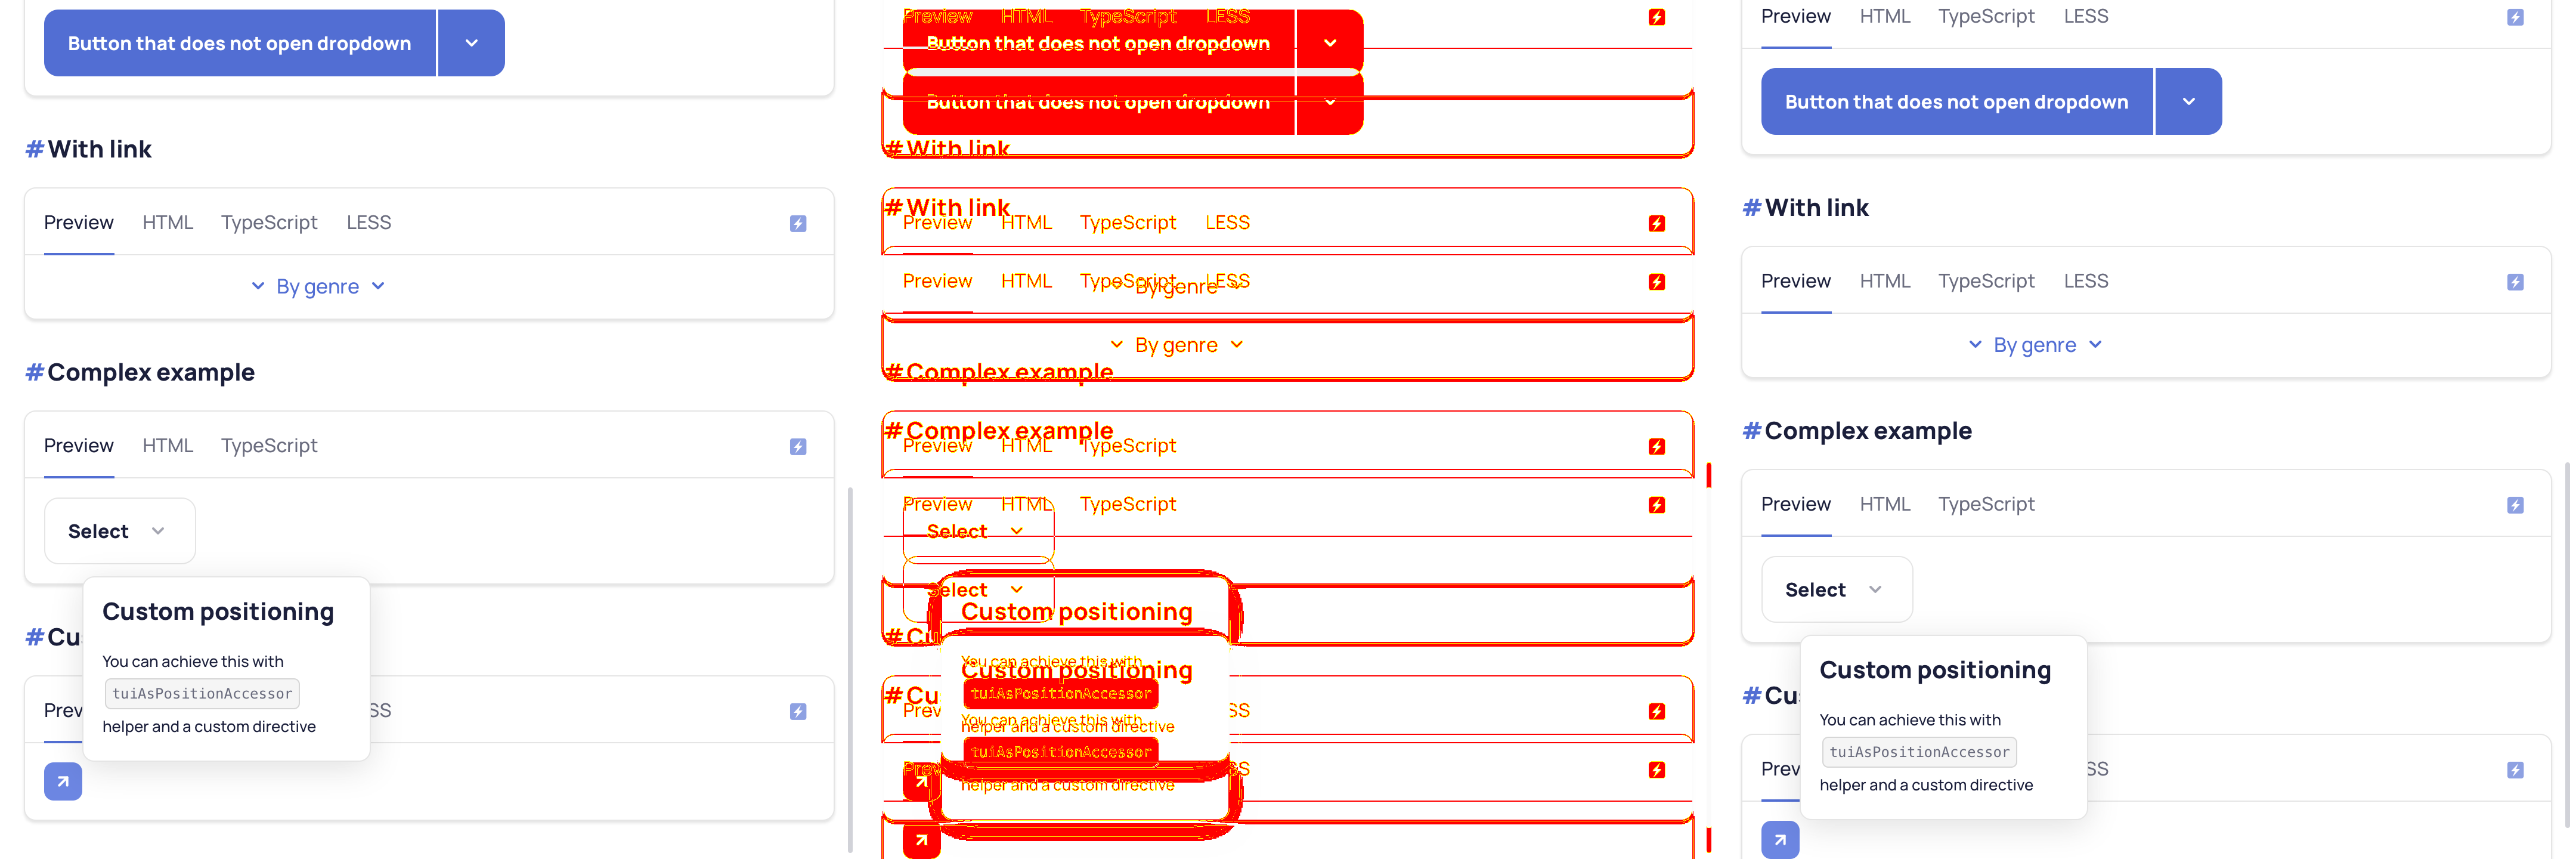 Button that does not open dropdown
#With link
Preview HTML TypeScript LESS
By genre
#Complex example
Preview HTML TypeScript
Select
Custom positioning
#Cu
You can achieve this with
tuiAsPositionAccessor
helper and a custom directive
Prev SS
Preview HTML TypeScript LESS
Button that does not open dropdown
Button that does not open dropdown
#With link
#With link
Preview HTML TypeScript LESS
Preview HTML TypeScript LESS
By genre
By genre
#Complex example
#Complex example
Preview HTML TypeScript
Preview HTML TypeScript
Select
Select
Custom positioning
#Cu
You can achieve this with
Custom positioning
tuiAsPositionAccessor
#Cu
Prev SS
You can achieve this with
helper and a custom directive
tuiAsPositionAccessor
Prev SS
helper and a custom directive
Preview HTML TypeScript LESS
Button that does not open dropdown
#With link
Preview HTML TypeScript LESS
By genre
#Complex example
Preview HTML TypeScript
Select
Custom positioning
#Cu
You can achieve this with
tuiAsPositionAccessor
Prev SS
helper and a custom directive